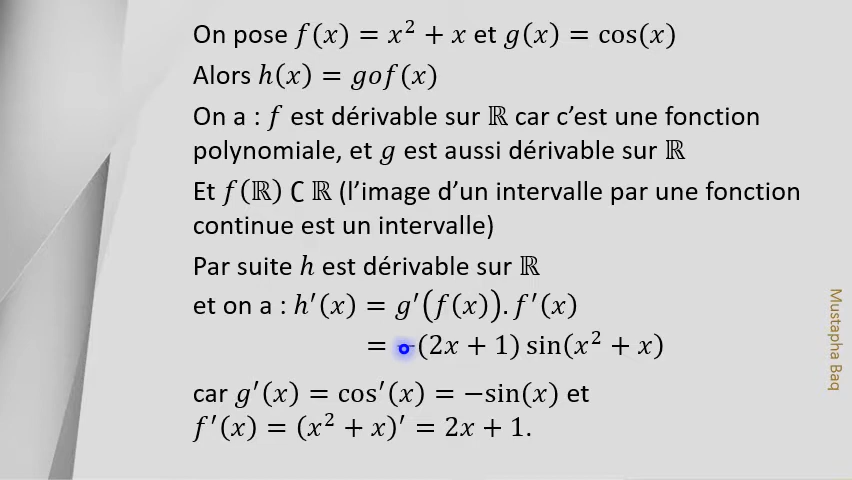 On pose f(x) = x² + x et g(x) = cos(x)
Alors h(x) = gof(x)
On a : f est dérivable sur ℝ car c’est une fonction
polynomiale, et g est aussi dérivable sur ℝ
Et f(ℝ) ⊂ ℝ (l’image d’un intervalle par une fonction
continue est un intervalle)
Par suite h est dérivable sur ℝ
et on a : h′(x) = g′(f(x)). f′(x)
= −(2x + 1) sin(x² + x)
car g′(x) = cos′(x) = −sin(x) et
f′(x) = (x² + x)′ = 2x + 1.
Mustapha Baq